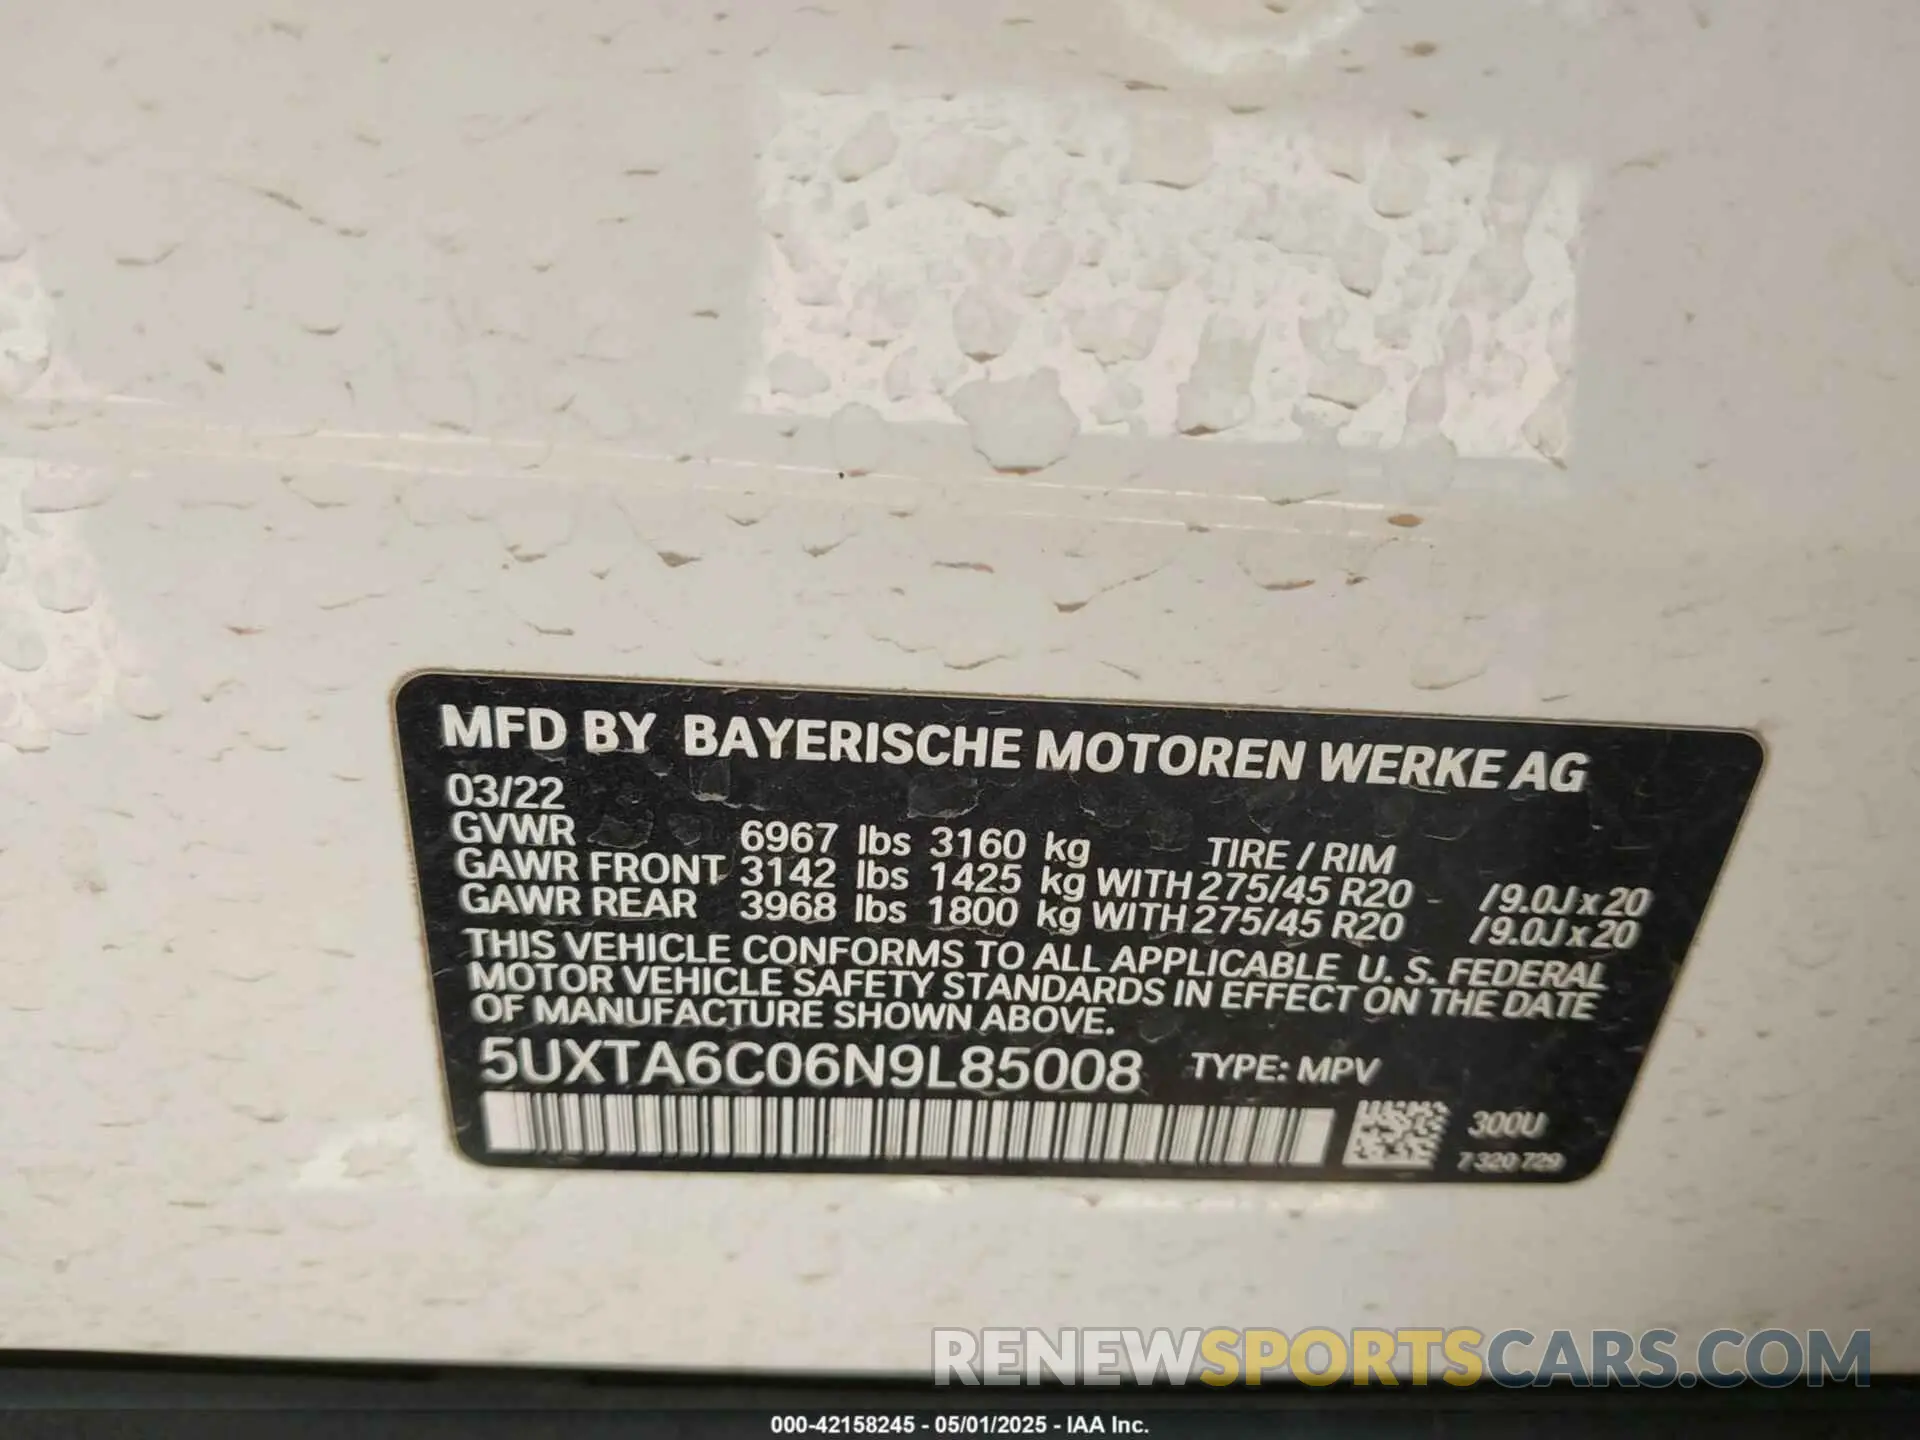 MFD BY BAYERISCHE MOTOREN WERKE AG
03/22
GVWR 6967 lbs 3160 kg TIRE / RIM
GAWR FRONT 3142 lbs 1425 kg WITH 275/45 R20 - /9.0J x 20
GAWR REAR 3968 lbs 1800 kg WITH 275/45 R20 /9.0J x 20
THIS VEHICLE CONFORMS TO ALL APPLICABLE U. S. FEDERAL
MOTOR VEHICLE SAFETY STANDARDS IN EFFECT ON THE DATE
OF MANUFACTURE SHOWN ABOVE.
5UXTA6C06N9L85008 TYPE: MPV
300U
7 320 729
RENEWSPORTSCARS.COM
000-42158245 - 05/01/2025 - IAA Inc.